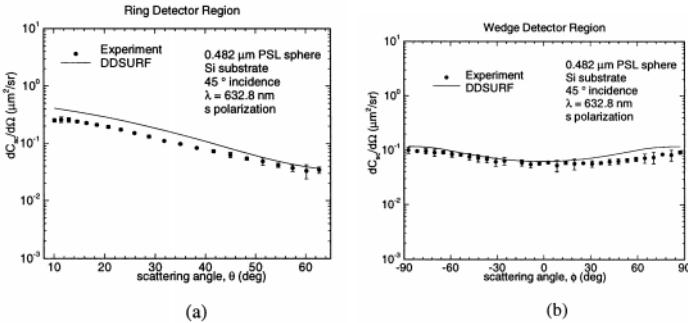 Ring Detector Region
10¹
10⁰
10⁻¹
10⁻²
10⁻³
dCsc/dΩ (μm²/sr)
Experiment
DDSURF
0.482 μm PSL sphere
Si substrate
45 ° incidence
λ = 632.8 nm
s polarization
10 20 30 40 50 60
scattering angle, θ (deg)
(a)
Wedge Detector Region
10¹
10⁰
10⁻¹
10⁻²
10⁻³
dCsc/dΩ (μm²/sr)
Experiment
DDSURF
0.482 μm PSL sphere
Si substrate
45 ° incidence
λ = 632.8 nm
s polarization
-90 -60 -30 0 30 60 90
scattering angle, ϕ (deg)
(b)